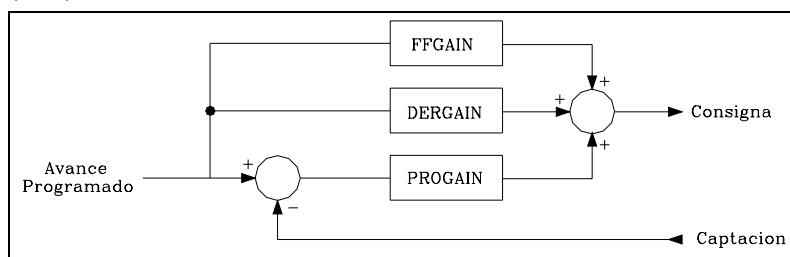 FFGAIN
+
+
DERGAIN
Consigna
Avance
Programado
+
PROGAIN
+
−
Captacion